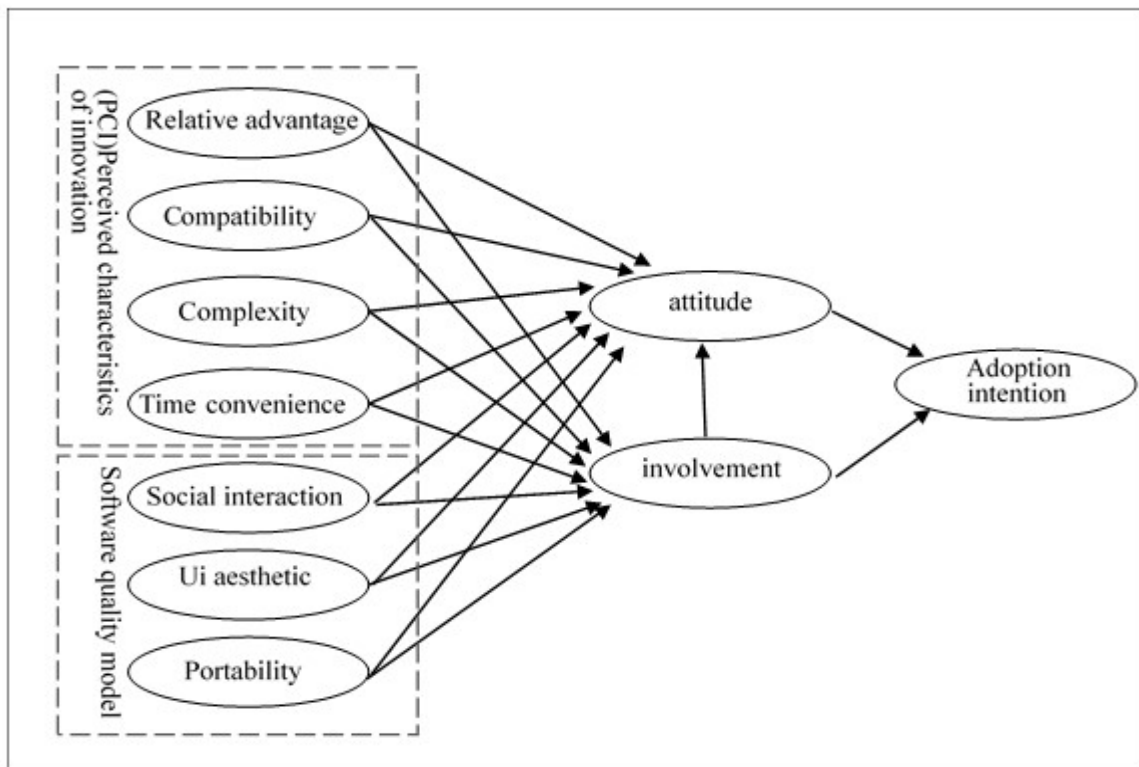 (PCI)Perceived characteristics
of innovation
Relative advantage
Compatibility
Complexity
Time convenience
Software quality model
Social interaction
Ui aesthetic
Portability
attitude
involvement
Adoption
intention